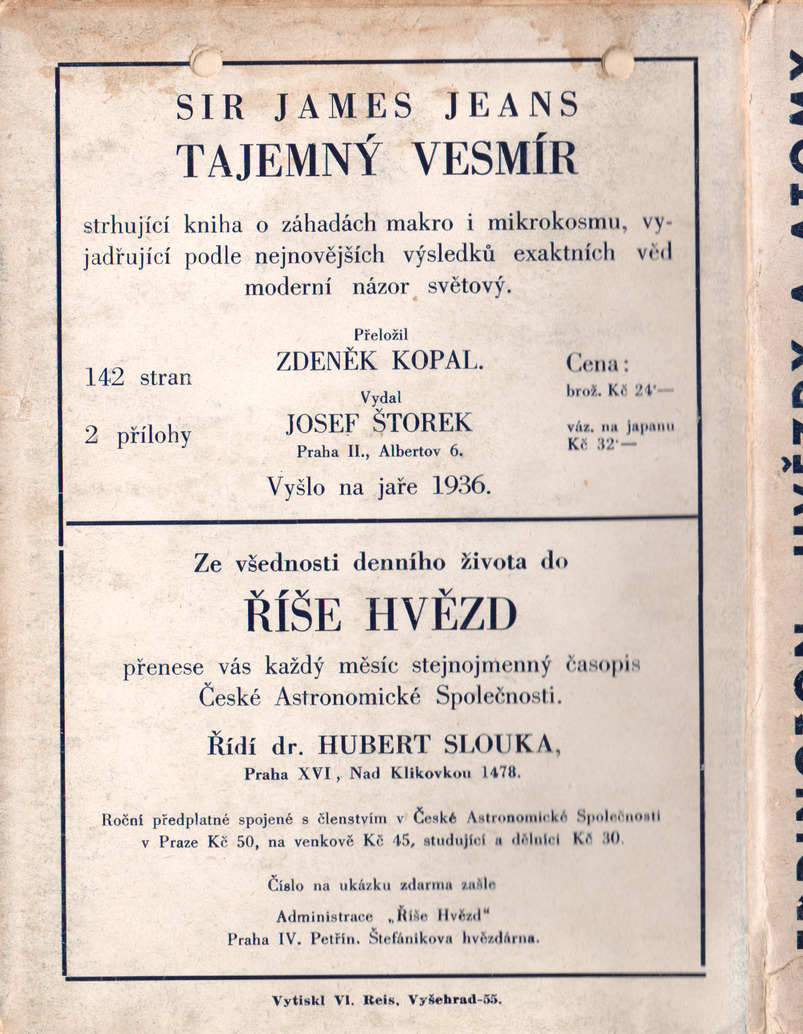 SIR JAMES JEANS
TAJEMNÝ VESMÍR
strhující kniha o záhadách makro i mikrokosmu, vy-
jadřující podle nejnovějších výsledků exaktních věd
moderní názor světový.
142 stran
2 přílohy
Přeložil
ZDENĚK KOPAL.
Vydal
JOSEF ŠTOREK
Praha II., Albertov 6.
Vyšlo na jaře 1936.
Cena:
brož. Kč 24·—
váz. na japanu
Kč 32·—
Ze všednosti denního života do
ŘÍŠE HVĚZD
přenese vás každý měsíc stejnojmenný časopis
České Astronomické Společnosti.
Řídí dr. HUBERT SLOUKA,
Praha XVI, Nad Klikovkou 1478.
Roční předplatné spojené s členstvím v České Astronomické Společnosti
v Praze Kč 50, na venkově Kč 45, studující a dělníci Kč 30.
Číslo na ukázku zdarma zašle
Administrace „Říše Hvězd"
Praha IV. Petřín. Štefánikova hvězdárna.
Vytiskl Vl. Reis, Vyšehrad-55.
HVĚZDY A ATOMY